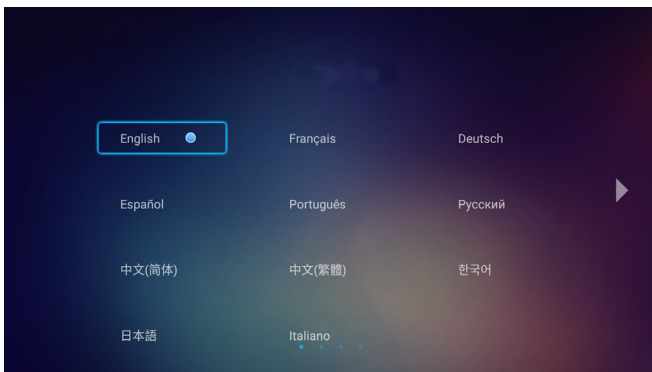 English
Français
Deutsch
Español
Português
Русский
中文(简体)
中文(繁體)
한국어
日本語
Italiano